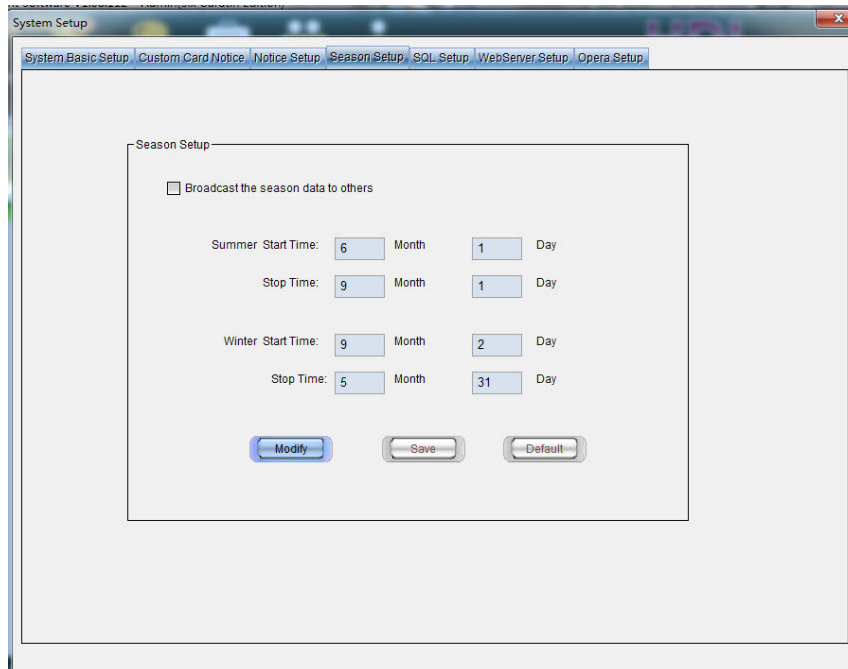 System Setup
System Basic Setup Custom Card Notice Notice Setup Season Setup SQL Setup WebServer Setup Opera Setup
Season Setup
Broadcast the season data to others
Summer Start Time: 6 Month 1 Day
Stop Time: 9 Month 1 Day
Winter Start Time: 9 Month 2 Day
Stop Time: 5 Month 31 Day
Modify Save Default